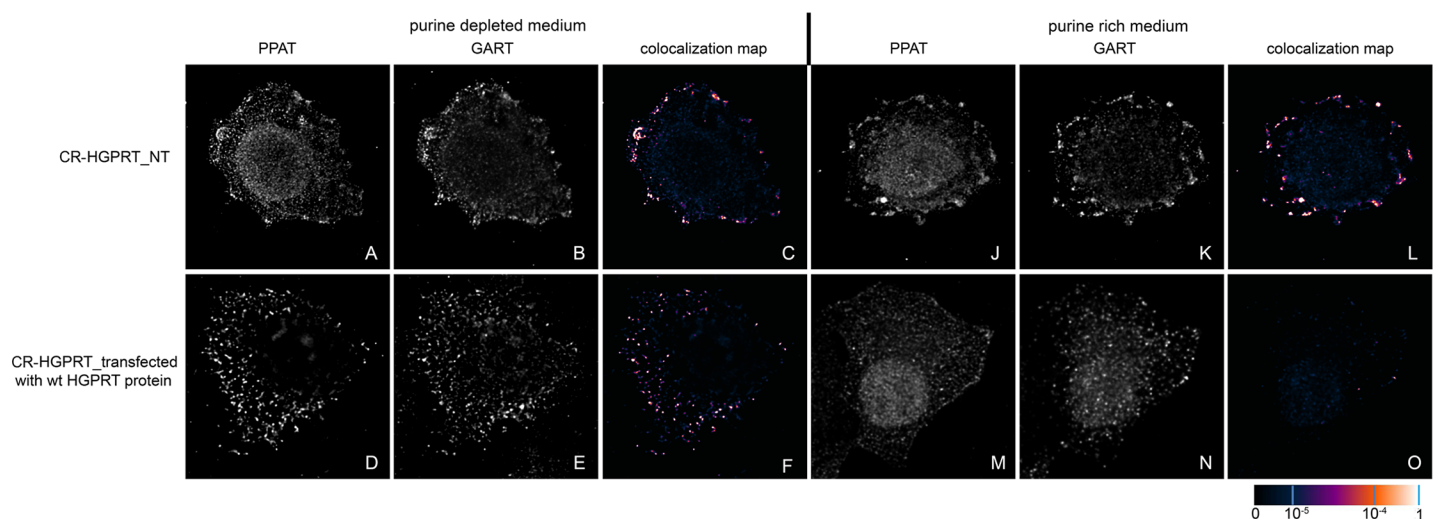 purine depleted medium
purine rich medium
PPAT
GART
colocalization map
PPAT
GART
colocalization map
CR-HGPRT_NT
A
B
C
J
K
L
CR-HGPRT_transfected
with wt HGPRT protein
D
E
F
M
N
O
0 10⁻⁵ 10⁻⁴ 1